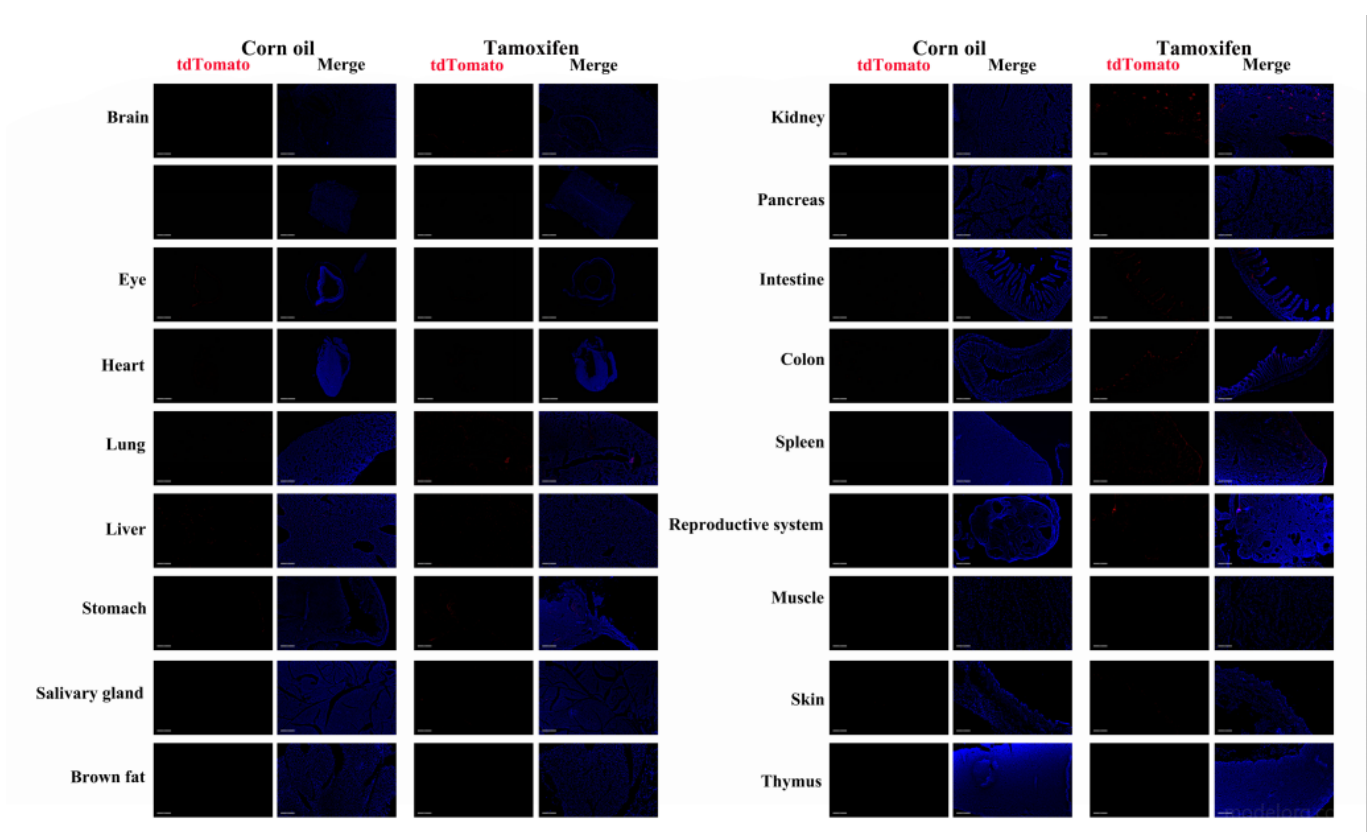 Corn oil Tamoxifen Corn oil Tamoxifen
tdTomato Merge tdTomato Merge tdTomato Merge tdTomato Merge
Brain Kidney
Pancreas
Eye Intestine
Heart Colon
Lung Spleen
Liver Reproductive system
Stomach Muscle
Salivary gland Skin
Brown fat Thymus